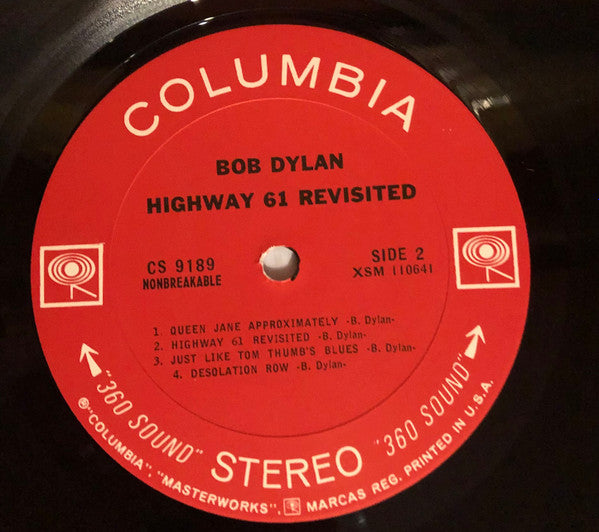 COLUMBIA
BOB DYLAN
HIGHWAY 61 REVISITED
CS 9189
NONBREAKABLE
SIDE 2
XSM 110641
1. QUEEN JANE APPROXIMATELY -B. Dylan-
2. HIGHWAY 61 REVISITED -B. Dylan-
3. JUST LIKE TOM THUMB'S BLUES -B. Dylan-
4. DESOLATION ROW -B. Dylan-
"360 SOUND" STEREO "360 SOUND"
®"COLUMBIA", "MASTERWORKS", MARCAS REG. PRINTED IN U.S.A.